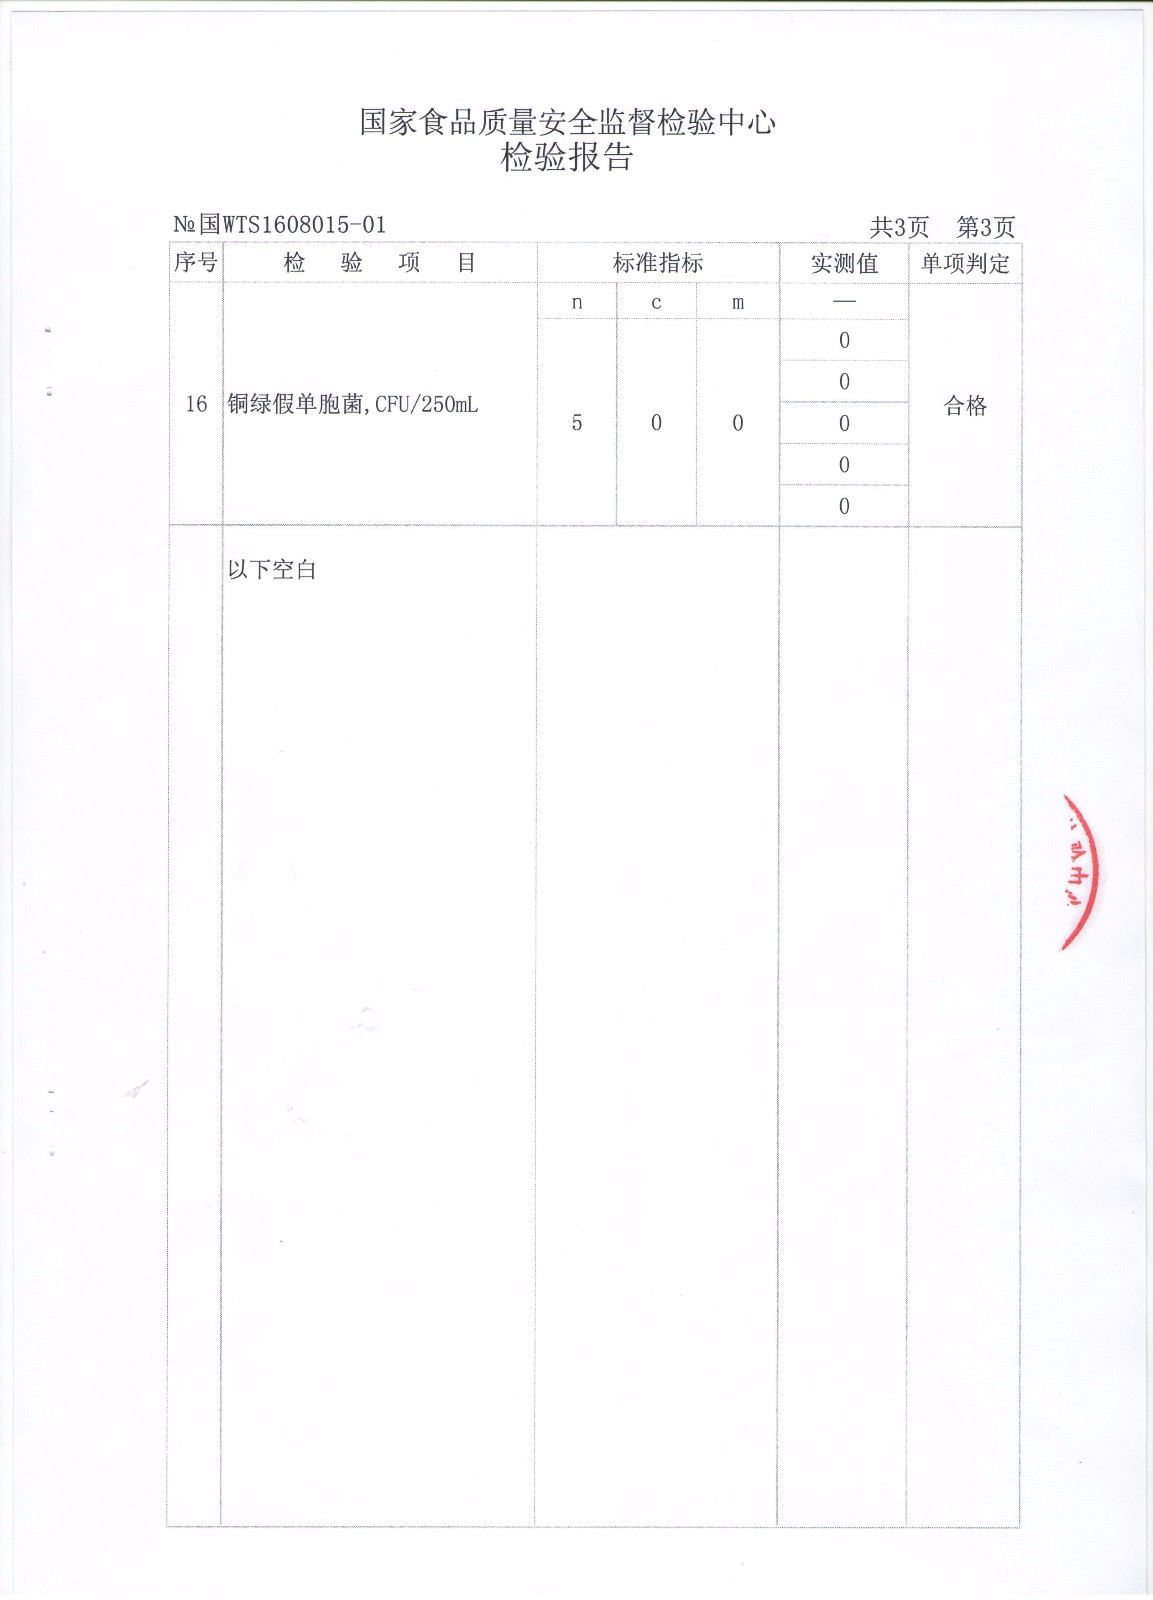 国家食品质量安全监督检验中心
检验报告
№国WTS1608015-01 共3页 第3页
序号 检 验 项 目 标准指标 实测值 单项判定
n c m —
0
0
16 铜绿假单胞菌,CFU/250mL 5 0 0 0 合格
0
0
以下空白